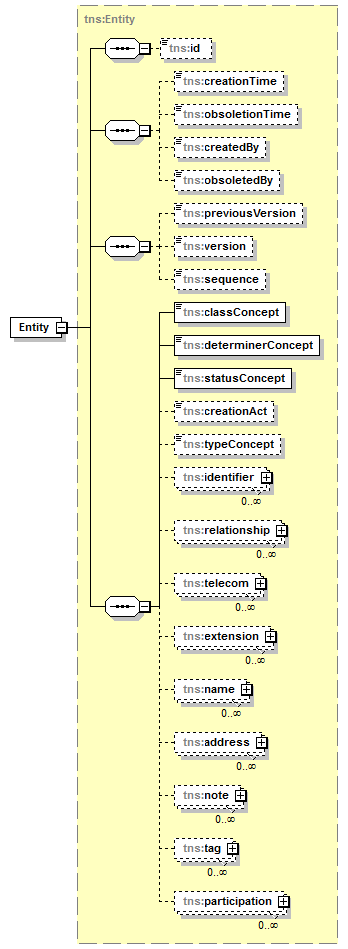 tns:Entity
tns:id
tns:creationTime
tns:obsoletionTime
tns:createdBy
tns:obsoletedBy
tns:previousVersion
tns:version
tns:sequence
Entity
tns:classConcept
tns:determinerConcept
tns:statusConcept
tns:creationAct
tns:typeConcept
tns:identifier
0..∞
tns:relationship
0..∞
tns:telecom
0..∞
tns:extension
0..∞
tns:name
0..∞
tns:address
0..∞
tns:note
0..∞
tns:tag
0..∞
tns:participation
0..∞